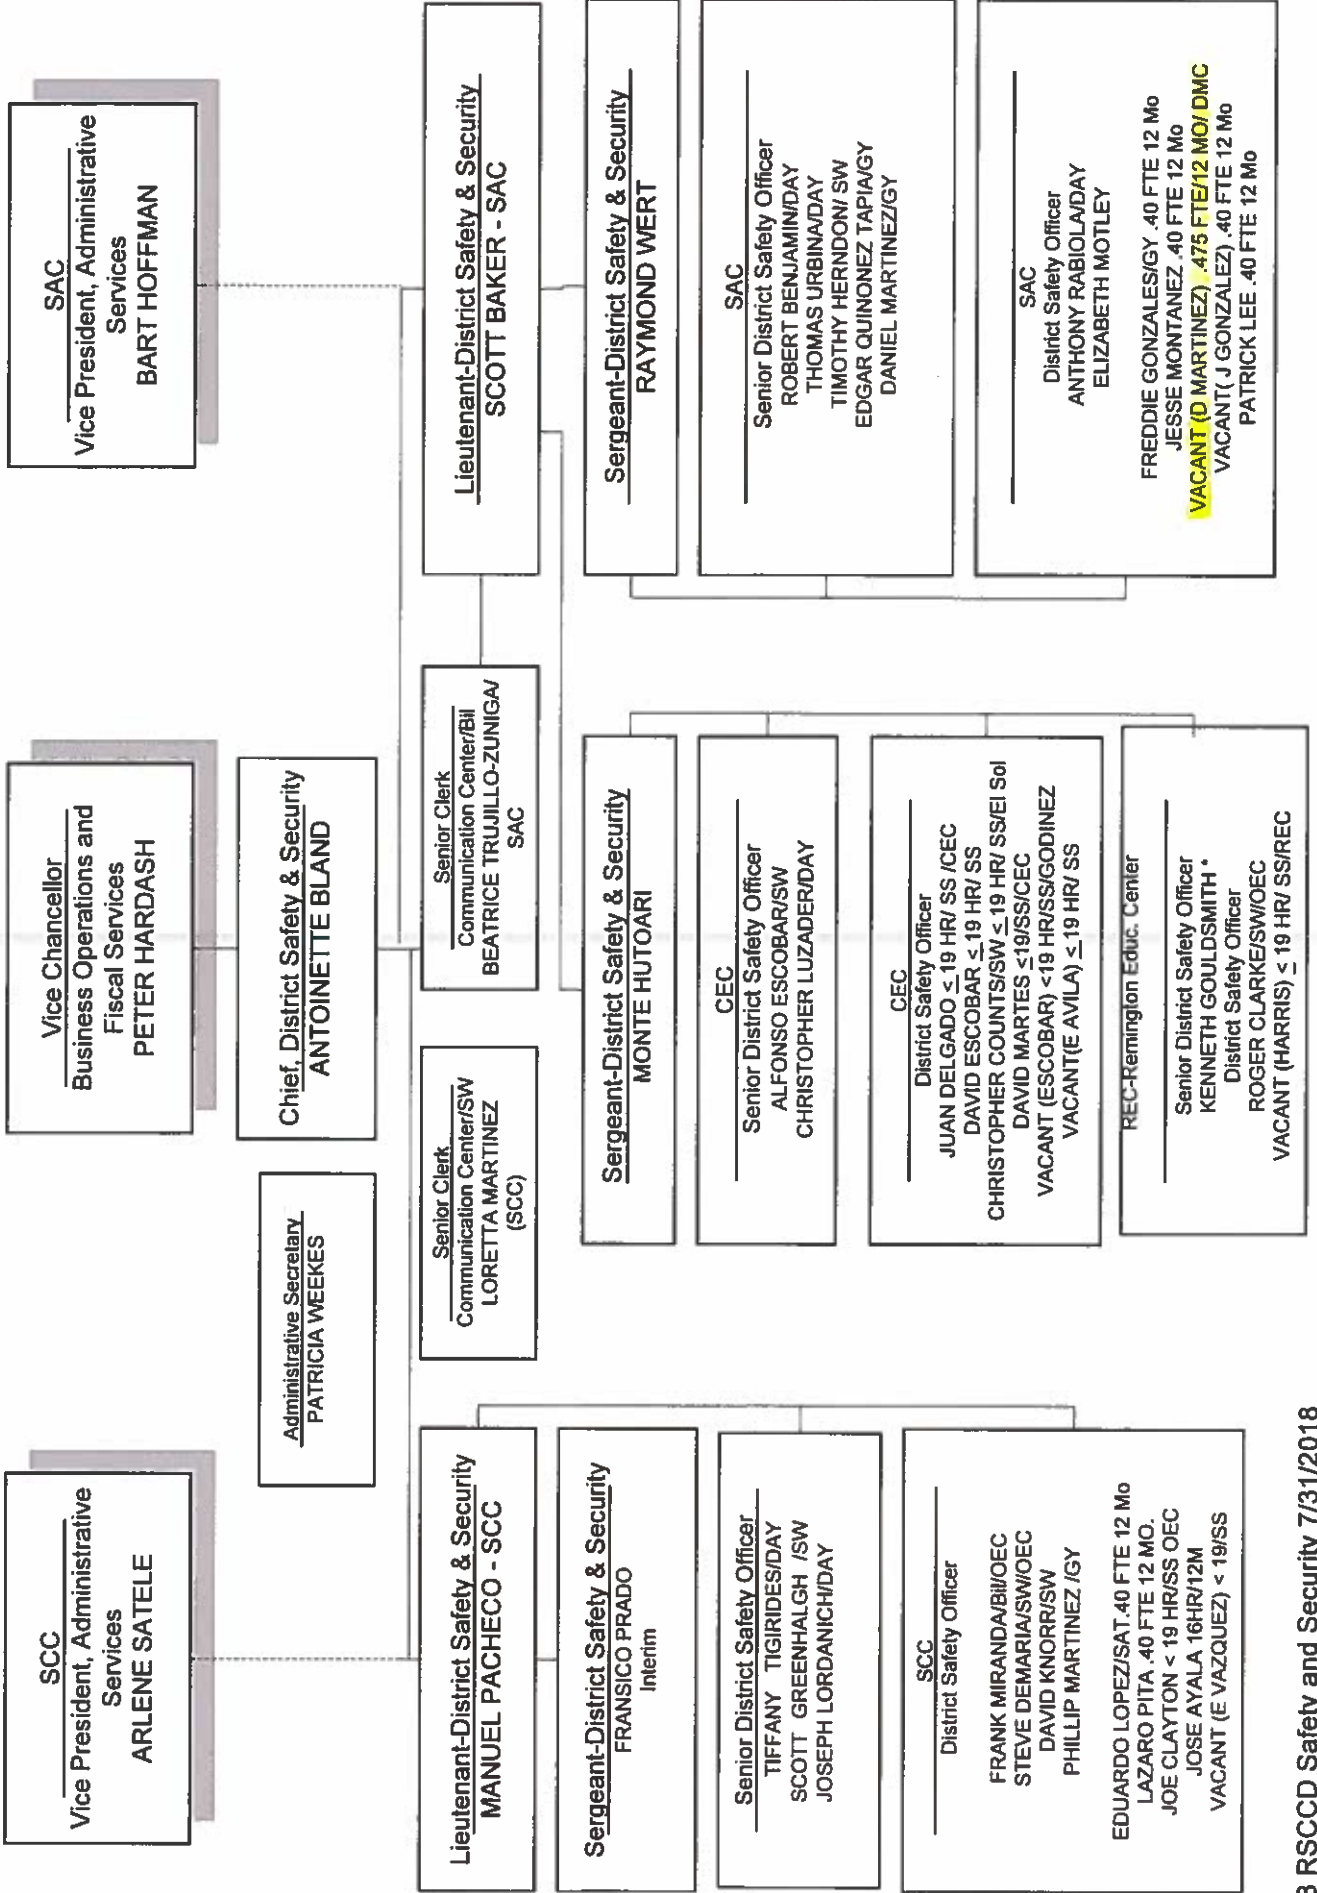 SCC
Vice President, Administrative
Services
ARLENE SATELE
Vice Chancellor
Business Operations and
Fiscal Services
PETER HARDASH
SAC
Vice President, Administrative
Services
BART HOFFMAN
Administrative Secretary
PATRICIA WEEKES
Chief, District Safety & Security
ANTOINETTE BLAND
Lieutenant-District Safety & Security
MANUEL PACHECO - SCC
Senior Clerk
Communication Center/SW
LORETTA MARTINEZ
(SCC)
Senior Clerk
Communication Center/Bil
BEATRICE TRUJILLO-ZUNIGA/
SAC
Lieutenant-District Safety & Security
SCOTT BAKER - SAC
Sergeant-District Safety & Security
FRANSICO PRADO
Interim
Sergeant-District Safety & Security
MONTE HUTOARI
Sergeant-District Safety & Security
RAYMOND WERT
Senior District Safety Officer
TIFFANY TIGIRIDES/DAY
SCOTT GREENHALGH /SW
JOSEPH LORDANICH/DAY
CEC
Senior District Safety Officer
ALFONSO ESCOBAR/SW
CHRISTOPHER LUZADER/DAY
SAC
Senior District Safety Officer
ROBERT BENJAMIN/DAY
THOMAS URBINA/DAY
TIMOTHY HERNDON/ SW
EDGAR QUINONEZ TAPIA/GY
DANIEL MARTINEZ/GY
SCC
District Safety Officer
FRANK MIRANDA/Bil/OEC
STEVE DEMARIA/SW/OEC
DAVID KNORR/SW
PHILLIP MARTINEZ /GY
EDUARDO LOPEZ/SAT.40 FTE 12 Mo
LAZARO PITA .40 FTE 12 MO.
JOE CLAYTON < 19 HR/SS OEC
JOSE AYALA 16HR/12M
VACANT (E VAZQUEZ) < 19/SS
CEC
District Safety Officer
JUAN DELGADO ≤ 19 HR/ SS /CEC
DAVID ESCOBAR ≤ 19 HR/ SS
CHRISTOPHER COUNTS/SW ≤ 19 HR/ SS/El Sol
DAVID MARTES ≤19/SS/CEC
VACANT (ESCOBAR) <19 HR/SS/GODINEZ
VACANT(E AVILA) ≤ 19 HR/ SS
REC-Remington Educ. Center
Senior District Safety Officer
KENNETH GOULDSMITH *
District Safety Officer
ROGER CLARKE/SW/OEC
VACANT (HARRIS) ≤ 19 HR/ SS/REC
SAC
District Safety Officer
ANTHONY RABIOLA/DAY
ELIZABETH MOTLEY
FREDDIE GONZALES/GY .40 FTE 12 Mo
JESSE MONTANEZ .40 FTE 12 Mo
VACANT (D MARTINEZ) .475 FTE/12 MO/ DMC
VACANT( J GONZALEZ) .40 FTE 12 Mo
PATRICK LEE .40 FTE 12 Mo
RSCCD Safety and Security 7/31/2018